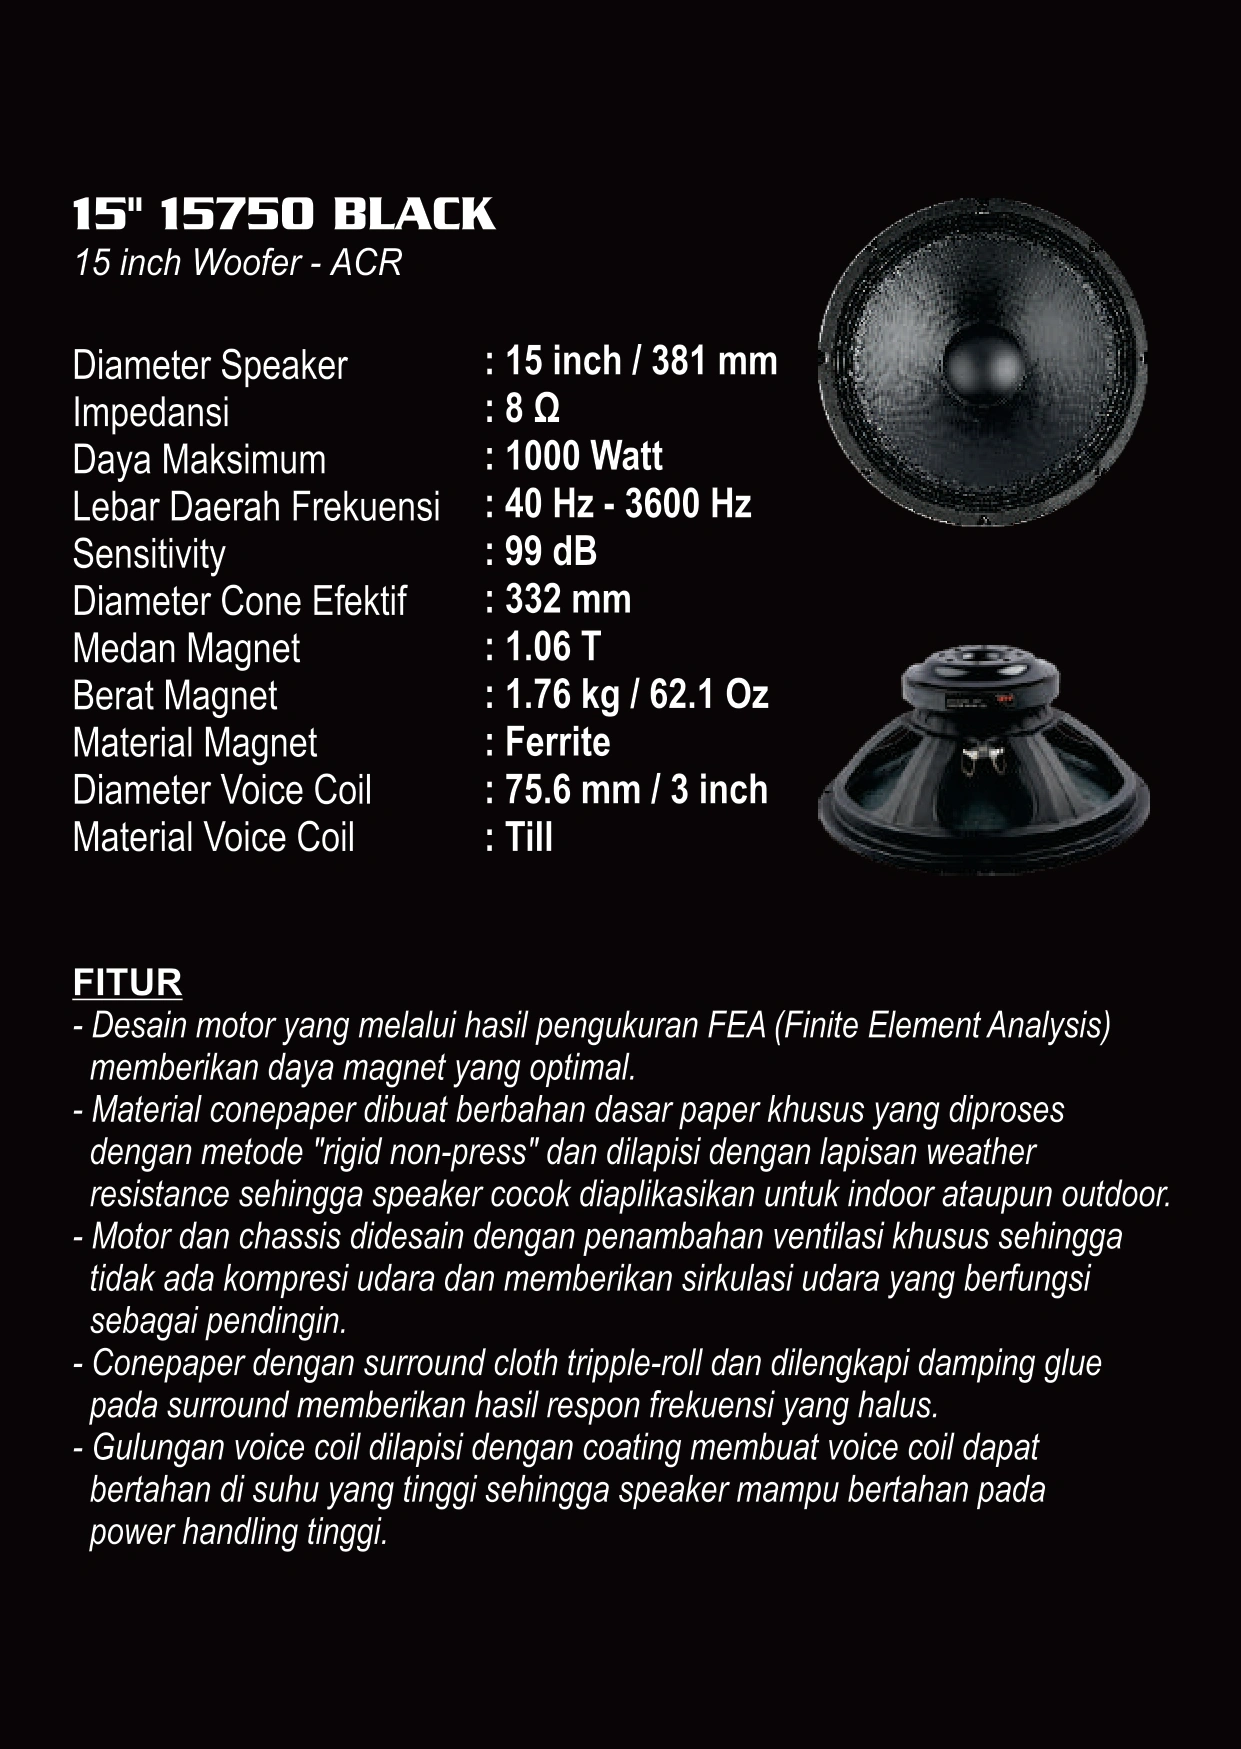 15" 15750 BLACK
15 inch Woofer - ACR
Diameter Speaker : 15 inch / 381 mm
Impedansi : 8 Ω
Daya Maksimum : 1000 Watt
Lebar Daerah Frekuensi : 40 Hz - 3600 Hz
Sensitivity : 99 dB
Diameter Cone Efektif : 332 mm
Medan Magnet : 1.06 T
Berat Magnet : 1.76 kg / 62.1 Oz
Material Magnet : Ferrite
Diameter Voice Coil : 75.6 mm / 3 inch
Material Voice Coil : Till
FITUR
- Desain motor yang melalui hasil pengukuran FEA (Finite Element Analysis)
memberikan daya magnet yang optimal.
- Material conepaper dibuat berbahan dasar paper khusus yang diproses
dengan metode "rigid non-press" dan dilapisi dengan lapisan weather
resistance sehingga speaker cocok diaplikasikan untuk indoor ataupun outdoor.
- Motor dan chassis didesain dengan penambahan ventilasi khusus sehingga
tidak ada kompresi udara dan memberikan sirkulasi udara yang berfungsi
sebagai pendingin.
- Conepaper dengan surround cloth tripple-roll dan dilengkapi damping glue
pada surround memberikan hasil respon frekuensi yang halus.
- Gulungan voice coil dilapisi dengan coating membuat voice coil dapat
bertahan di suhu yang tinggi sehingga speaker mampu bertahan pada
power handling tinggi.